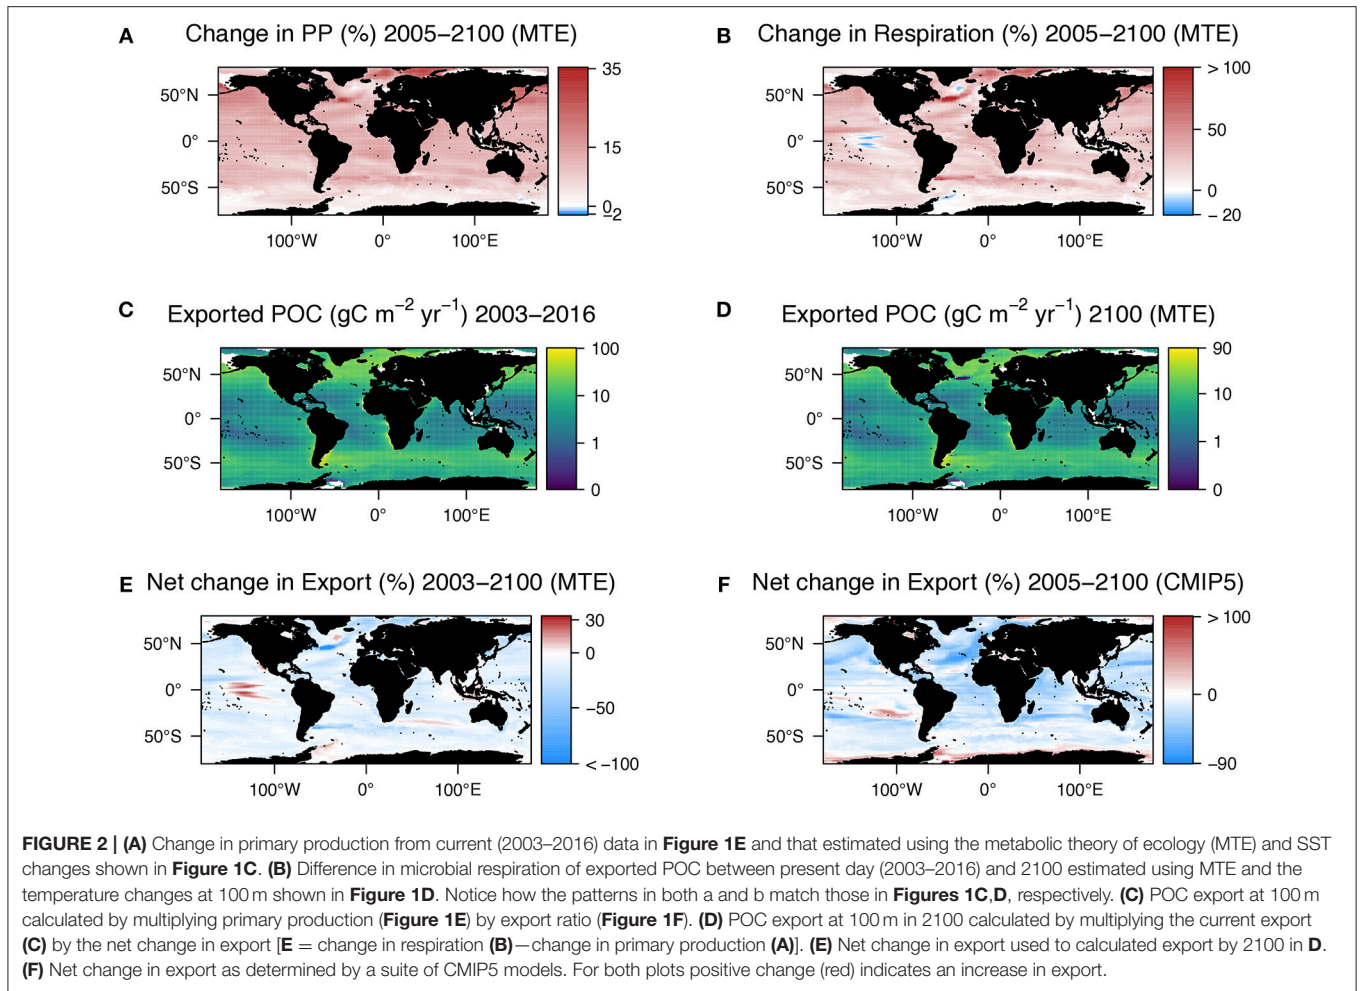 A Change in PP (%) 2005–2100 (MTE)
50°N
0°
50°S
100°W 0° 100°E
35
15
0
−2
B Change in Respiration (%) 2005–2100 (MTE)
50°N
0°
50°S
100°W 0° 100°E
> 100
50
0
− 20
C Exported POC (gC m−2 yr−1) 2003–2016
50°N
0°
50°S
100°W 0° 100°E
100
10
1
0
D Exported POC (gC m−2 yr−1) 2100 (MTE)
50°N
0°
50°S
100°W 0° 100°E
90
10
1
0
E Net change in Export (%) 2003–2100 (MTE)
50°N
0°
50°S
100°W 0° 100°E
30
0
−50
< −100
F Net change in Export (%) 2005–2100 (CMIP5)
50°N
0°
50°S
100°W 0° 100°E
> 100
0
−90
FIGURE 2 | (A) Change in primary production from current (2003–2016) data in Figure 1E and that estimated using the metabolic theory of ecology (MTE) and SST
changes shown in Figure 1C. (B) Difference in microbial respiration of exported POC between present day (2003–2016) and 2100 estimated using MTE and the
temperature changes at 100 m shown in Figure 1D. Notice how the patterns in both a and b match those in Figures 1C,D, respectively. (C) POC export at 100 m
calculated by multiplying primary production (Figure 1E) by export ratio (Figure 1F). (D) POC export at 100 m in 2100 calculated by multiplying the current export
(C) by the net change in export [E = change in respiration (B)—change in primary production (A)]. (E) Net change in export used to calculated export by 2100 in D.
(F) Net change in export as determined by a suite of CMIP5 models. For both plots positive change (red) indicates an increase in export.